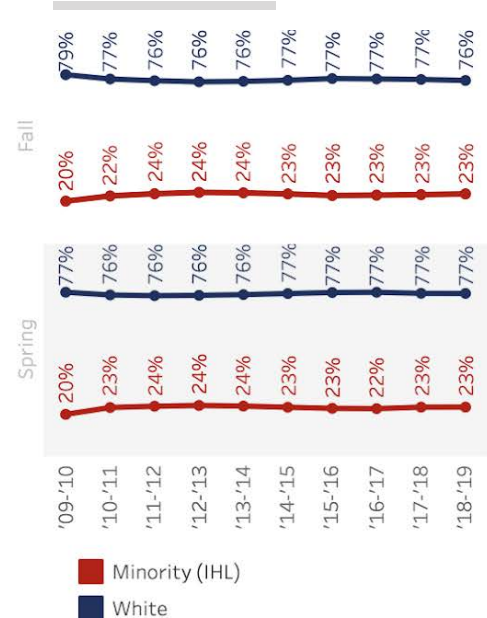 79% 77% 76% 76% 76% 77% 77% 77% 77% 76%
Fall
20% 22% 24% 24% 24% 23% 23% 23% 23% 23%
77% 76% 76% 76% 76% 77% 77% 77% 77% 77%
Spring
20% 23% 24% 24% 24% 23% 23% 22% 23% 23%
'09-'10 '10-'11 '11-'12 '12-'13 '13-'14 '14-'15 '15-'16 '16-'17 '17-'18 '18-'19
Minority (IHL)
White